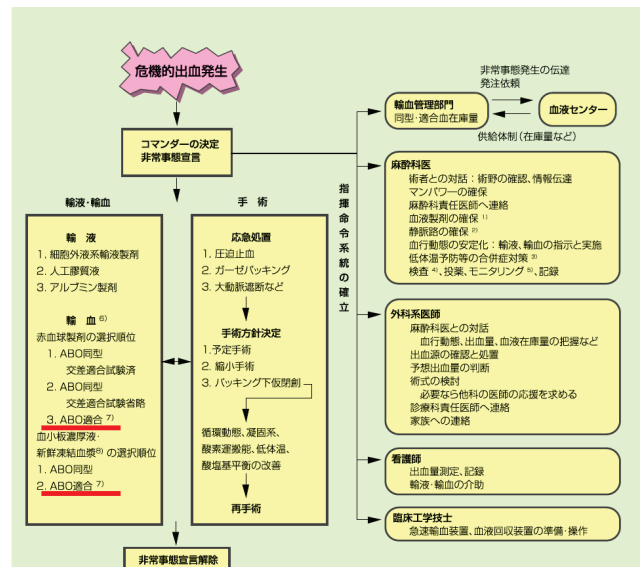 危機的出血発生
コマンダーの決定
非常事態宣言
輸液・輸血
輸 液
1. 細胞外液系輸液製剤
2. 人工膠質液
3. アルブミン製剤
輸 血 6)
赤血球製剤の選択順位
1. ABO同型
交差適合試験済
2. ABO同型
交差適合試験省略
3. ABO適合 7)
血小板濃厚液・
新鮮凍結血漿8) の選択順位
1. ABO同型
2. ABO適合 7)
手 術
応急処置
1. 圧迫止血
2. ガーゼパッキング
3. 大動脈遮断など
手術方針決定
1.予定手術
2. 縮小手術
3. パッキング下仮閉創
循環動態、凝固系、
酸素運搬能、低体温、
酸塩基平衡の改善
再手術
非常事態宣言解除
指揮命令系統の確立
輸血管理部門
同型・適合血在庫量
非常事態発生の伝達
発注依頼
血液センター
供給体制（在庫量など）
麻酔科医
術者との対話：術野の確認、情報伝達
マンパワーの確保
麻酔科責任医師へ連絡
血液製剤の確保 1)
静脈路の確保 2)
血行動態の安定化：輸液、輸血の指示と実施
低体温予防等の合併症対策 3)
検査 4)、投薬、モニタリング 5)、記録
外科系医師
麻酔科医との対話
血行動態、出血量、血液在庫量の把握など
出血源の確認と処置
予想出血量の判断
術式の検討
必要なら他科の医師の応援を求める
診療科責任医師へ連絡
家族への連絡
看護師
出血量測定、記録
輸液・輸血の介助
臨床工学技士
急速輸血装置、血液回収装置の準備・操作